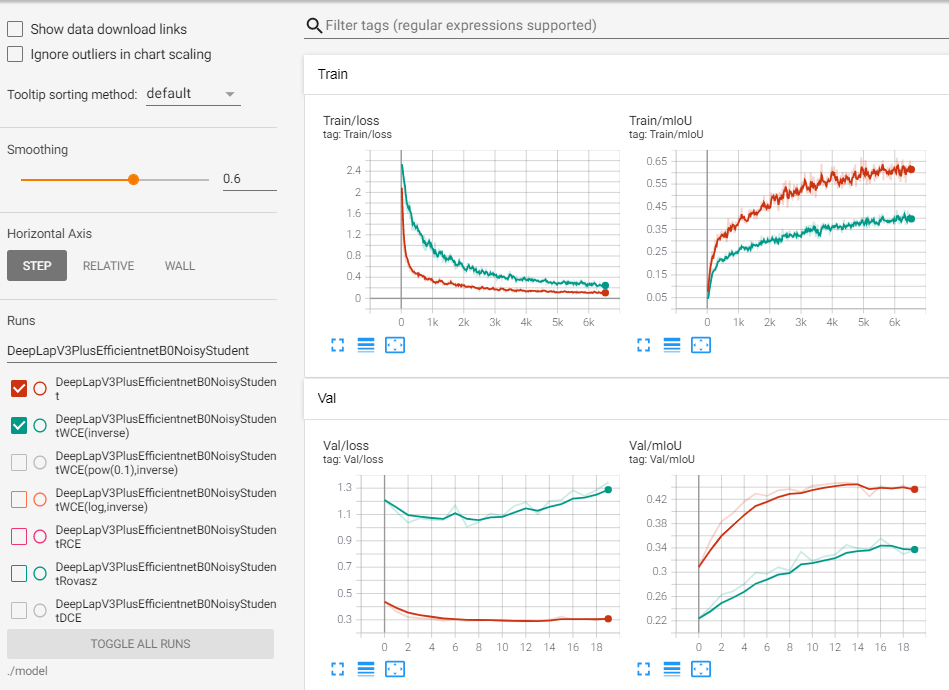 Show data download links
Ignore outliers in chart scaling
Tooltip sorting method: default
Smoothing
0.6
Horizontal Axis
STEP RELATIVE WALL
Runs
DeepLapV3PlusEfficientnetB0NoisyStudent
DeepLapV3PlusEfficientnetB0NoisyStuden
t
DeepLapV3PlusEfficientnetB0NoisyStuden
tWCE(inverse)
DeepLapV3PlusEfficientnetB0NoisyStuden
tWCE(pow(0.1),inverse)
DeepLapV3PlusEfficientnetB0NoisyStuden
tWCE(log,inverse)
DeepLapV3PlusEfficientnetB0NoisyStuden
tRCE
DeepLapV3PlusEfficientnetB0NoisyStuden
tRovasz
DeepLapV3PlusEfficientnetB0NoisyStuden
tDCE
TOGGLE ALL RUNS
./model
Filter tags (regular expressions supported)
Train
Train/loss
tag: Train/loss
2.4
2
1.6
1.2
0.8
0.4
0
0 1k 2k 3k 4k 5k 6k
Train/mIoU
tag: Train/mIoU
0.65
0.55
0.45
0.35
0.25
0.15
0.05
0 1k 2k 3k 4k 5k 6k
Val
Val/loss
tag: Val/loss
1.3
1.1
0.9
0.7
0.5
0.3
0 2 4 6 8 10 12 14 16 18
Val/mIoU
tag: Val/mIoU
0.42
0.38
0.34
0.3
0.26
0.22
0 2 4 6 8 10 12 14 16 18